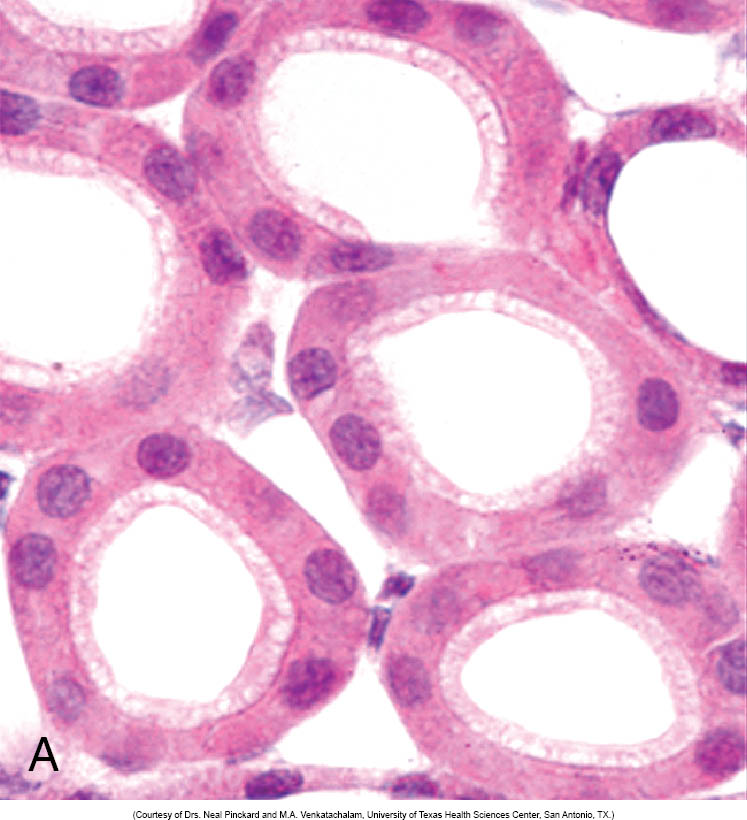 A
(Courtesy of Drs. Neal Pinckard and M.A. Venkatachalam, University of Texas Health Sciences Center, San Antonio, TX.)